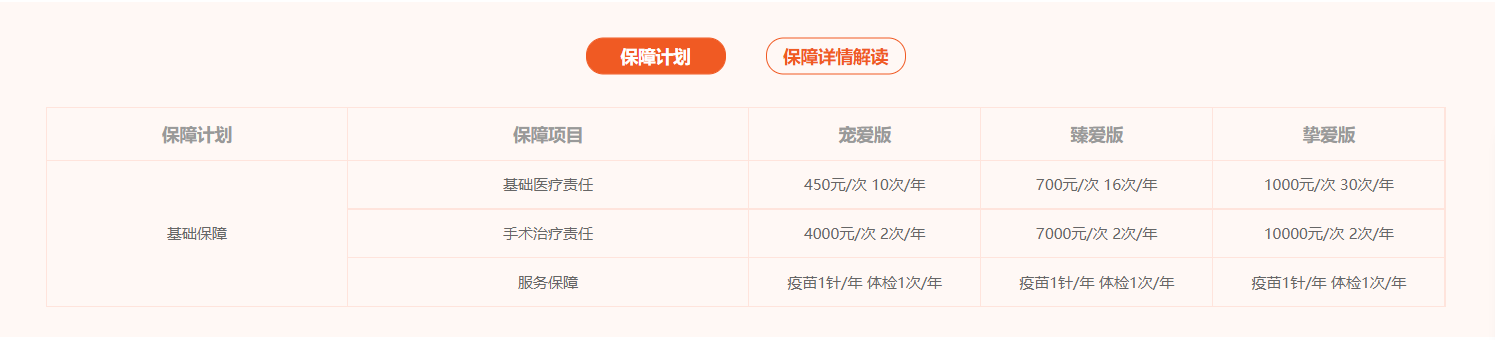 保障计划 保障详情解读
保障计划 保障项目 宠爱版 臻爱版 挚爱版
基础医疗责任 450元/次 10次/年 700元/次 16次/年 1000元/次 30次/年
基础保障 手术治疗责任 4000元/次 2次/年 7000元/次 2次/年 10000元/次 2次/年
服务保障 疫苗1针/年 体检1次/年 疫苗1针/年 体检1次/年 疫苗1针/年 体检1次/年